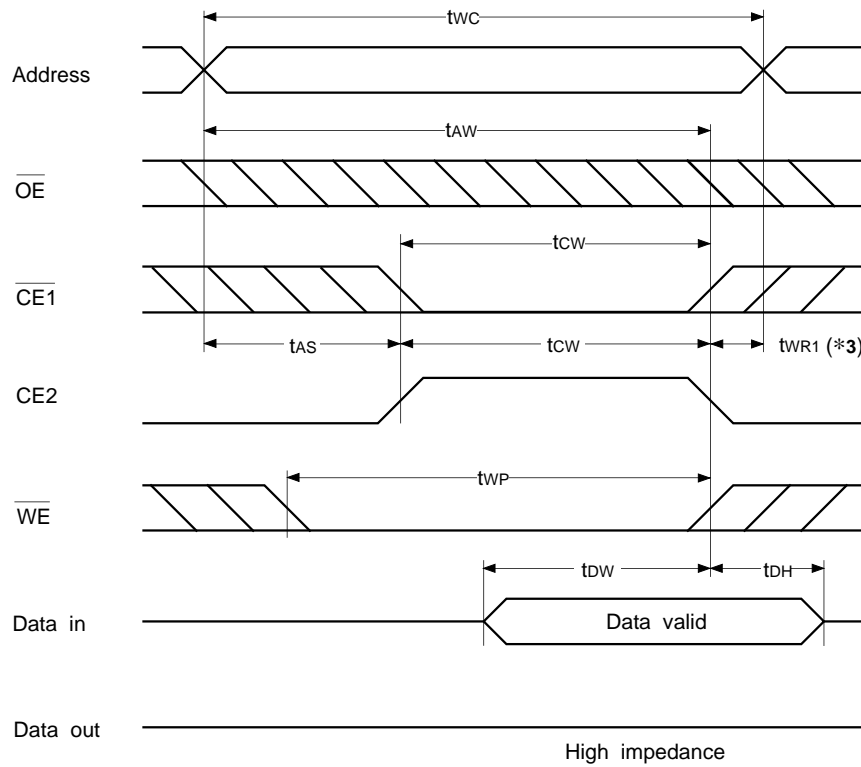 tWC
Address
tAW
OE
tCW
CE1
tAS tCW tWR1 (*3)
CE2
tWP
WE
tDW tDH
Data in Data valid
Data out
High impedance